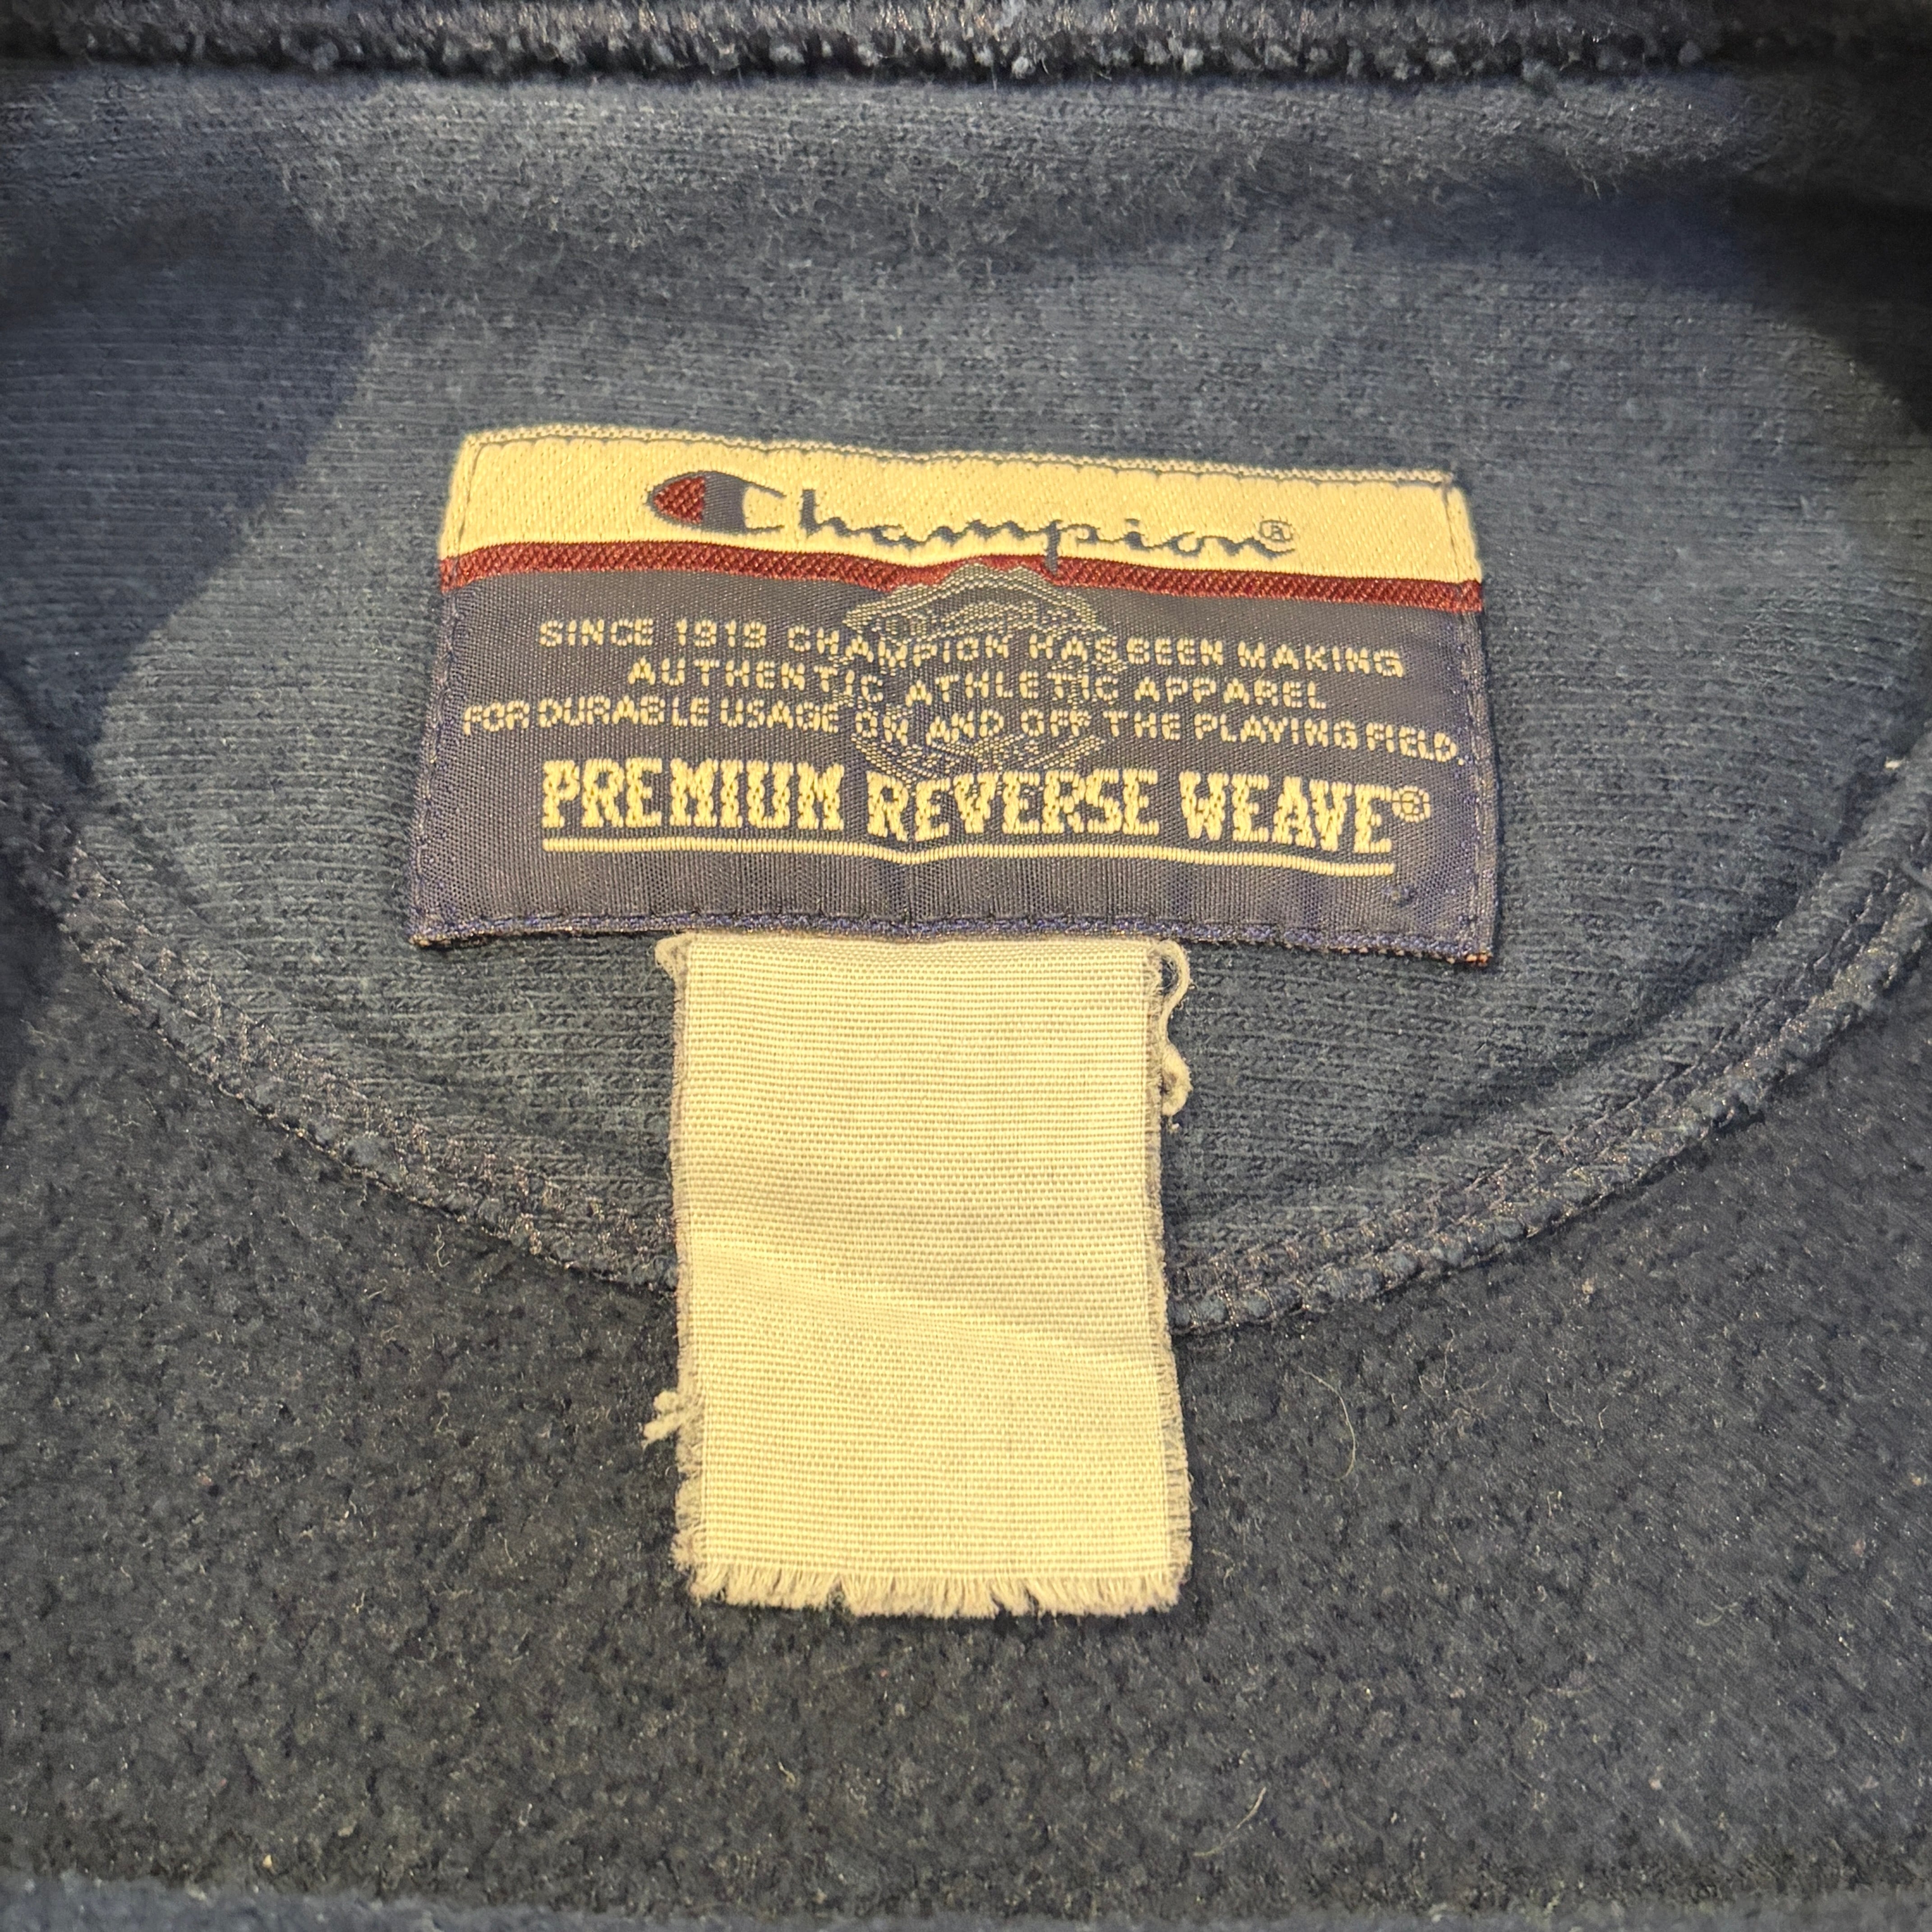 Champion®
SINCE 1919 CHAMPION HAS BEEN MAKING
AUTHENTIC ATHLETIC APPAREL
FOR DURABLE USAGE ON AND OFF THE PLAYING FIELD.
PREMIUM REVERSE WEAVE®